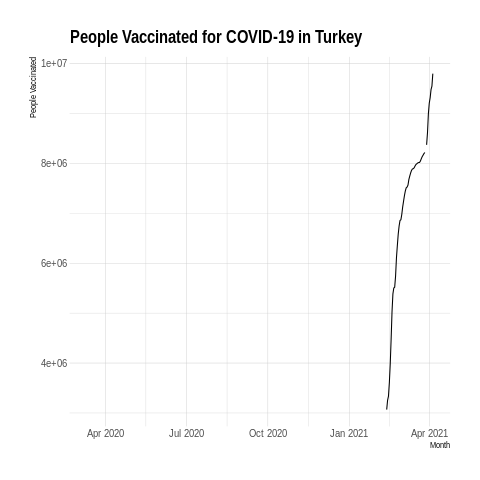 People Vaccinated for COVID-19 in Turkey
People Vaccinated
1e+07
8e+06
6e+06
4e+06
Apr 2020
Jul 2020
Oct 2020
Jan 2021
Apr 2021
Month